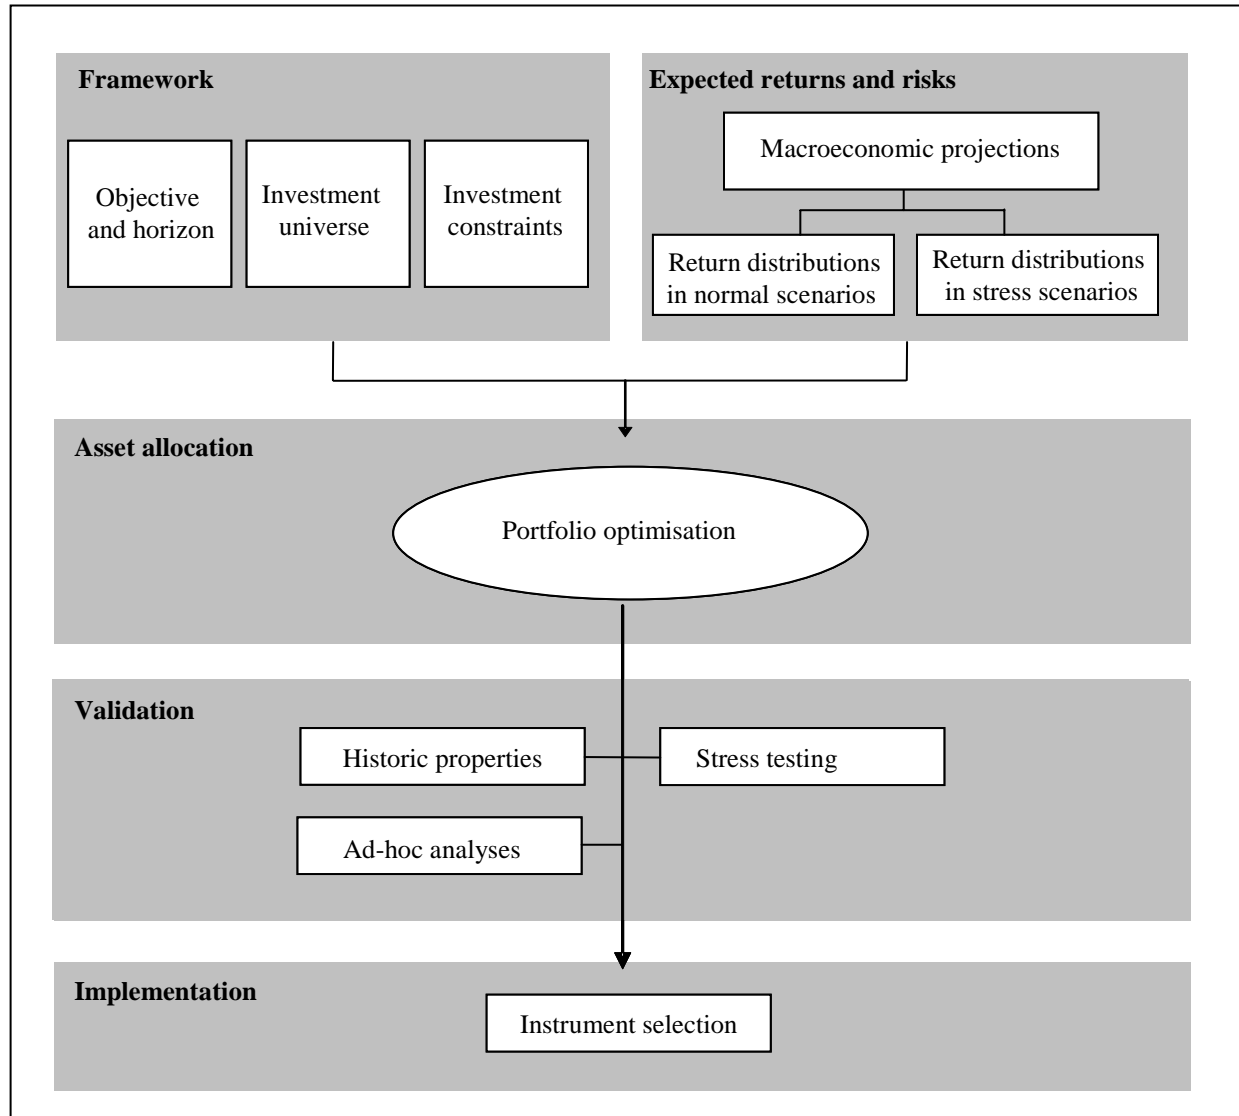 Framework
Objective
and horizon
Investment
universe
Investment
constraints
Expected returns and risks
Macroeconomic projections
Return distributions
in normal scenarios
Return distributions
in stress scenarios
Asset allocation
Portfolio optimisation
Validation
Historic properties
Stress testing
Ad-hoc analyses
Implementation
Instrument selection